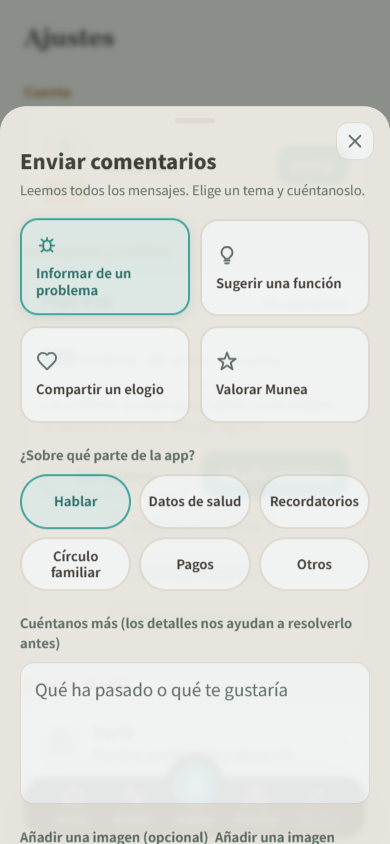 Ajustes
Cuenta
Enviar comentarios
Leemos todos los mensajes. Elige un tema y cuéntanoslo.
Informar de un
problema
Sugerir una función
Compartir un elogio
Valorar Munea
¿Sobre qué parte de la app?
Hablar
Datos de salud
Recordatorios
Círculo
familiar
Pagos
Otros
Cuéntanos más (los detalles nos ayudan a resolverlo
antes)
Qué ha pasado o qué te gustaría
Añadir una imagen (opcional) Añadir una imagen